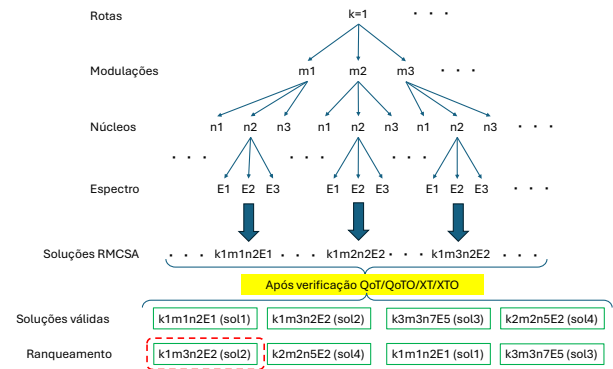 Rotas k=1 . . .
Modulações m1 m2 m3 . . .
Núcleos n1 n2 n3 n1 n2 n3 n1 n2 n3 . . .
. . . . . . . . . . . .
Espectro E1 E2 E3 E1 E2 E3 E1 E2 E3 . . .
Soluções RMCSA . . . k1m1n2E1 . . . k1m2n2E2 . . . k1m3n2E2 . . .
Após verificação QoT/QoTO/XT/XTO
Soluções válidas k1m1n2E1 (sol1) k1m3n2E2 (sol2) k3m3n7E5 (sol3) k2m2n5E2 (sol4)
Ranqueamento k1m3n2E2 (sol2) k2m2n5E2 (sol4) k1m1n2E1 (sol1) k3m3n7E5 (sol3)